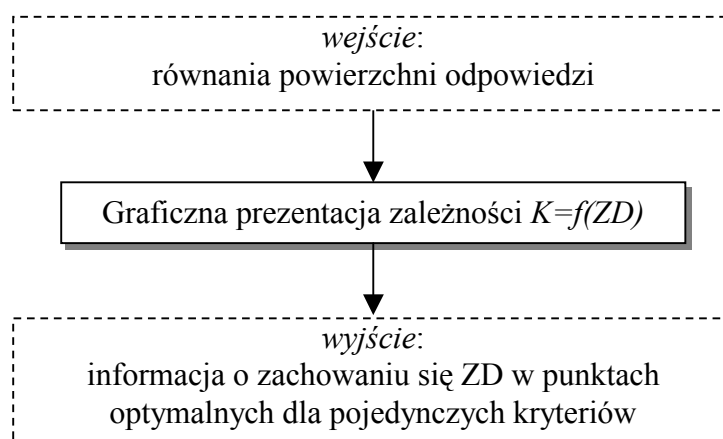 wejście:
równania powierzchni odpowiedzi
Graficzna prezentacja zależności K=f(ZD)
wyjście:
informacja o zachowaniu się ZD w punktach
optymalnych dla pojedynczych kryteriów